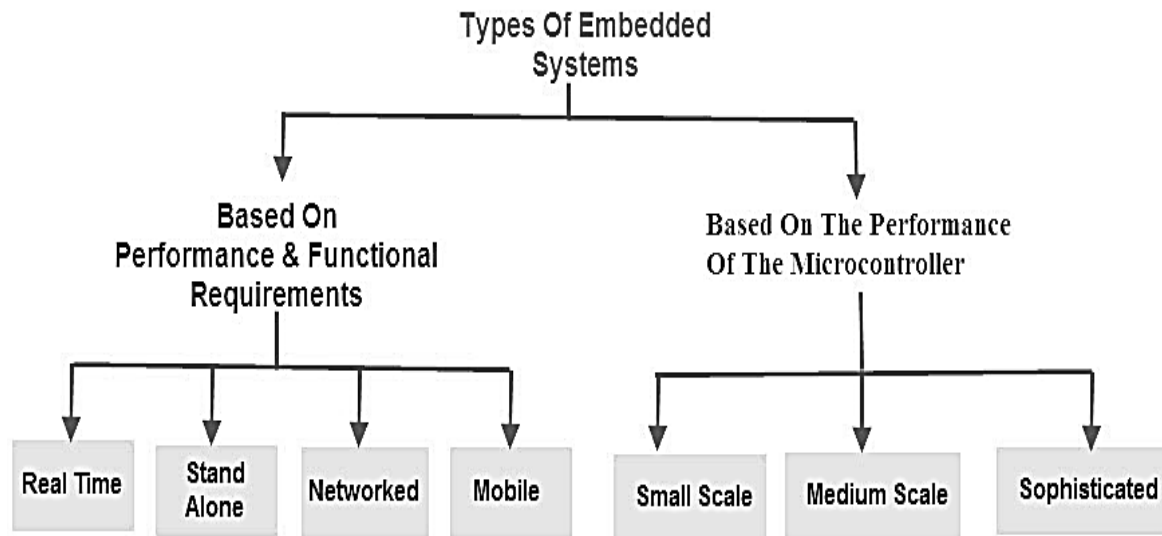 Types Of Embedded
Systems
Based On
Performance & Functional
Requirements
Based On The Performance
Of The Microcontroller
Real Time
Stand
Alone
Networked
Mobile
Small Scale
Medium Scale
Sophisticated